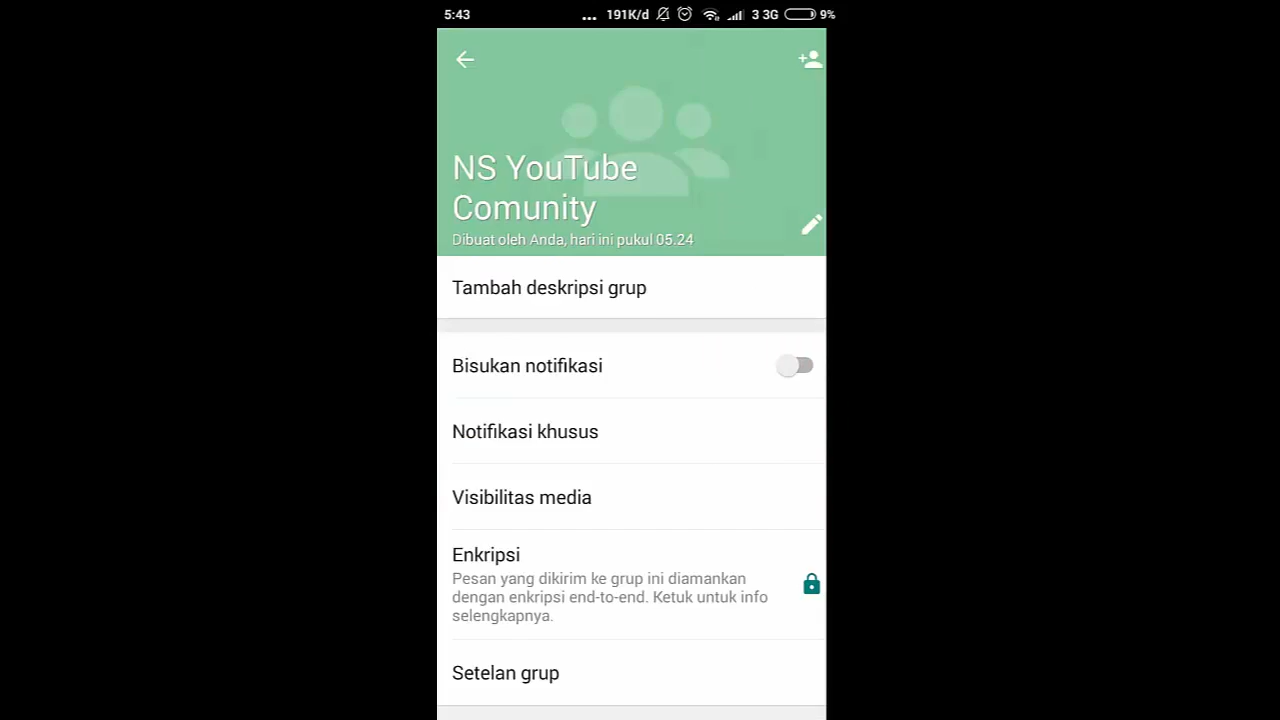 5:43 ... 191K/d 3 3G 9%
NS YouTube
Comunity
Dibuat oleh Anda, hari ini pukul 05.24
Tambah deskripsi grup
Bisukan notifikasi
Notifikasi khusus
Visibilitas media
Enkripsi
Pesan yang dikirim ke grup ini diamankan
dengan enkripsi end-to-end. Ketuk untuk info
selengkapnya.
Setelan grup